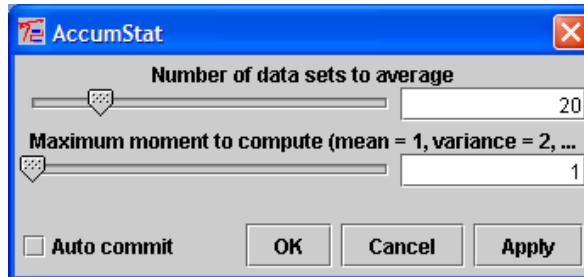 AccumStat
Number of data sets to average
20
Maximum moment to compute (mean = 1, variance = 2, ...
1
Auto commit OK Cancel Apply